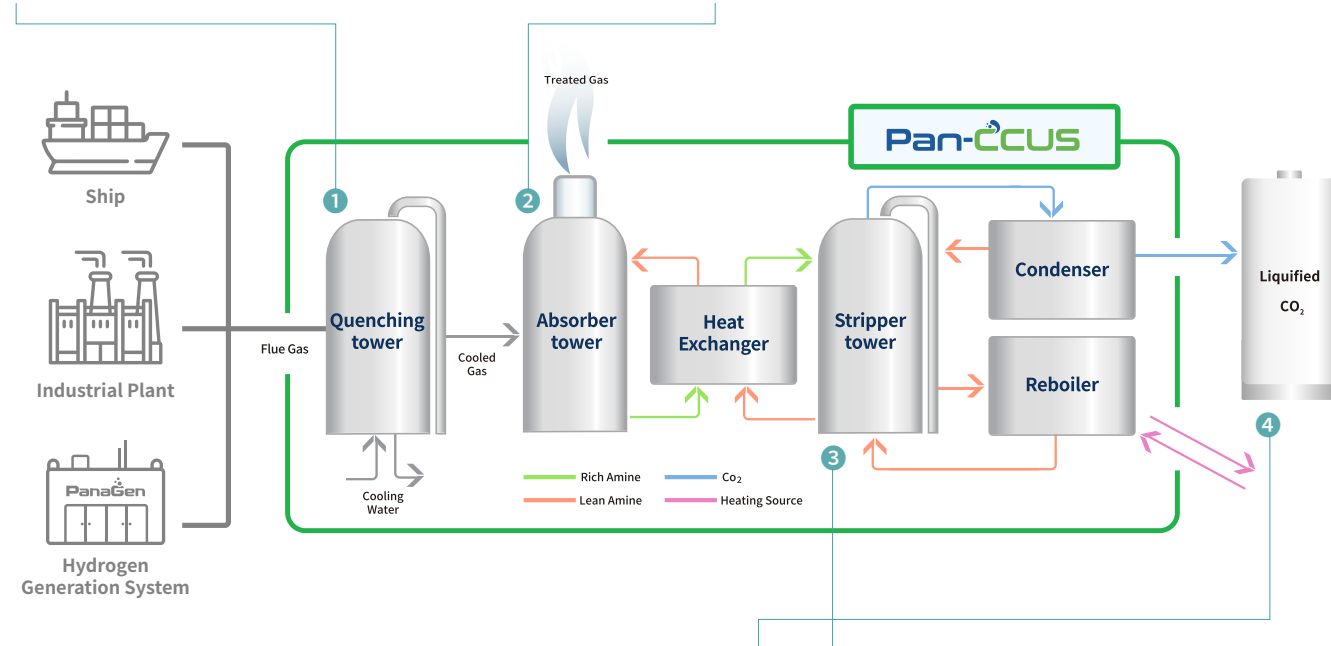 Treated Gas
Pan-CCUS
1
2
Ship
Quenching
tower
Absorber
tower
Heat
Exchanger
Stripper
tower
Condenser
Reboiler
Liquified
CO₂
Flue Gas
Cooled
Gas
Industrial Plant
4
3
PanaGen
Cooling
Water
Rich Amine
Co₂
Lean Amine
Heating Source
Hydrogen
Generation System